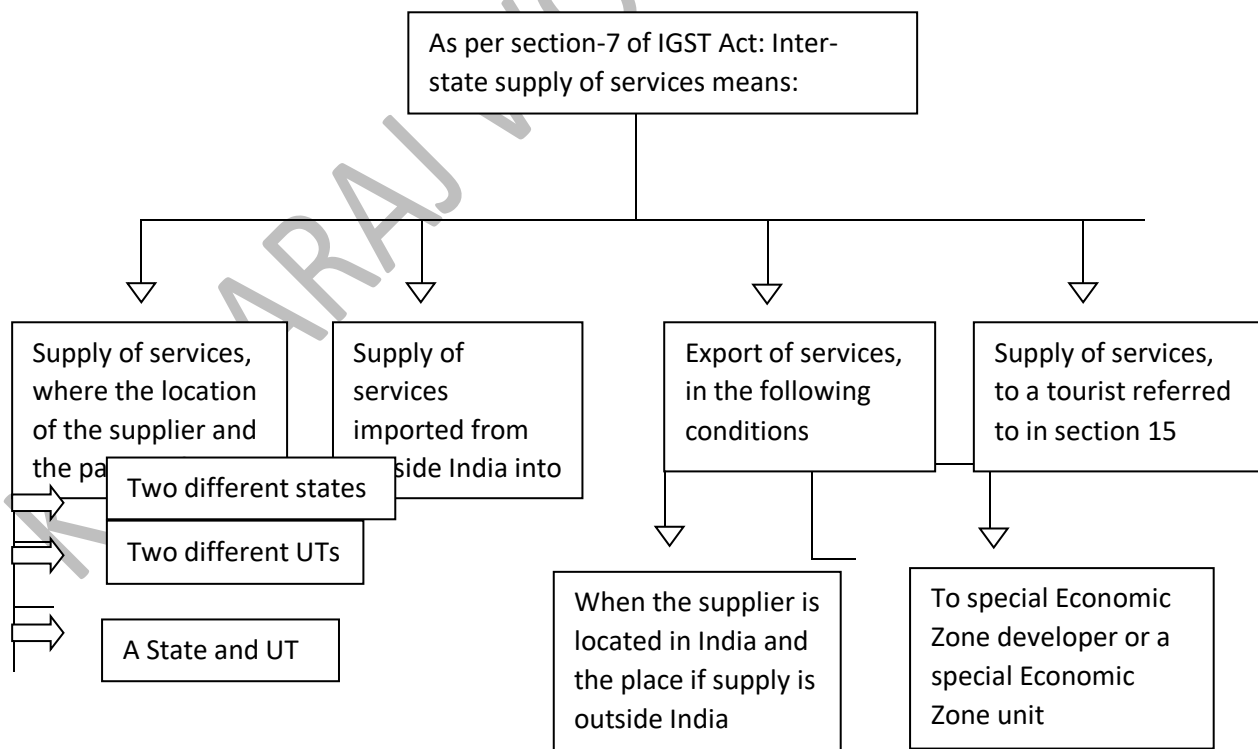 As per section-7 of IGST Act: Inter-
state supply of services means:
Supply of services,
where the location
of the supplier and
the
Supply of
services
imported from
India into
Export of services,
in the following
conditions
Supply of services,
to a tourist referred
to in section 15
Two different states
Two different UTs
A State and UT
When the supplier is
located in India and
the place if supply is
outside India
To special Economic
Zone developer or a
special Economic
Zone unit
ARAJ